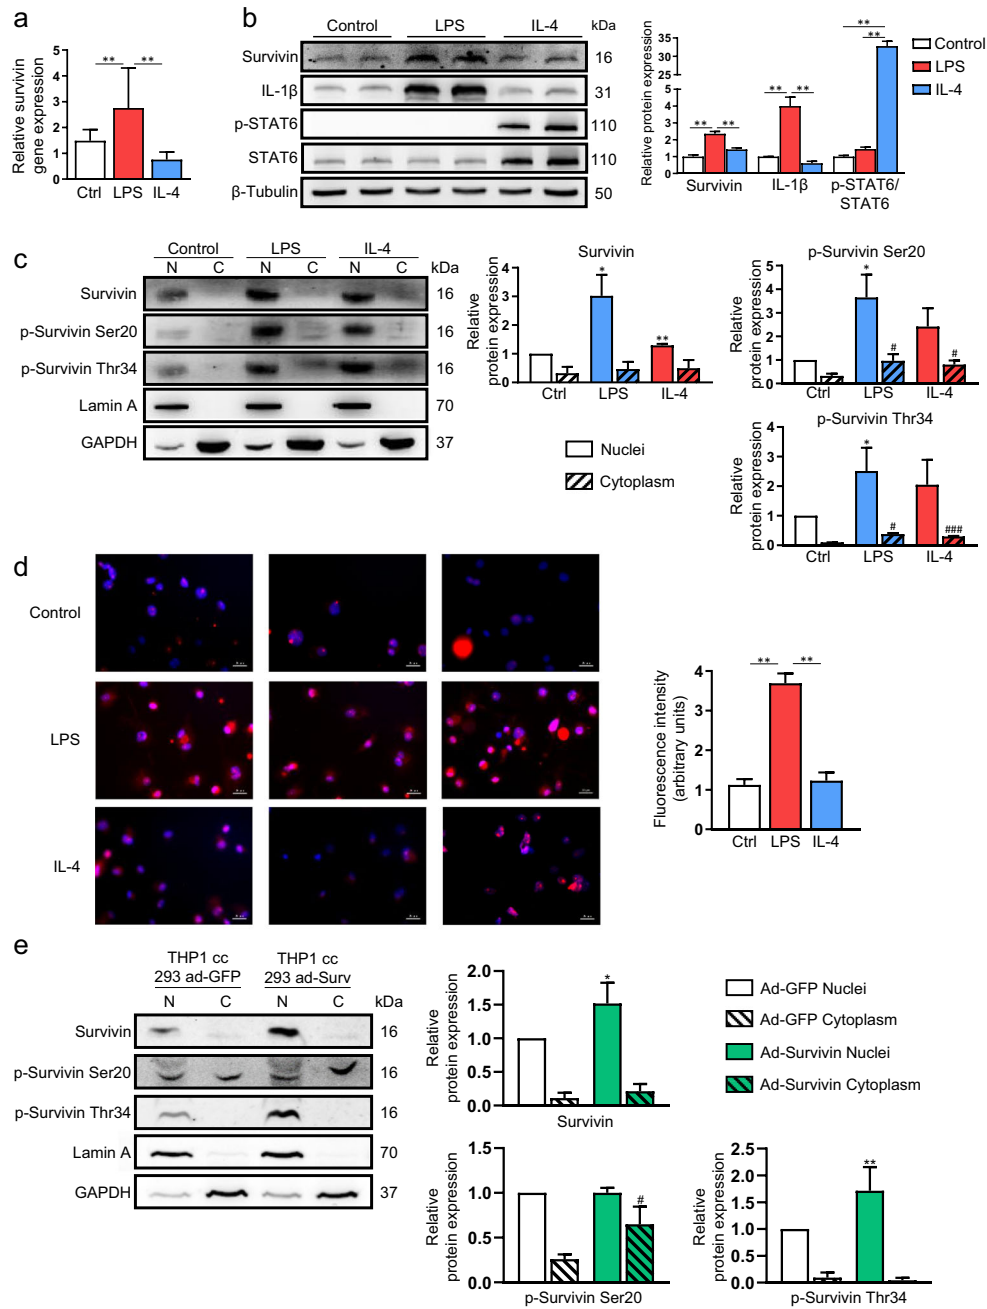 a
Relative survivin
gene expression
5
4
3
2
1
0
** **
Ctrl LPS IL-4
b
Control LPS IL-4 kDa
Survivin 16
IL-1β 31
p-STAT6 110
STAT6 110
β-Tubulin 50
Relative protein expression
35
30
25
5
4
3
2
1
0
** ** ** ** ** **
Survivin IL-1β p-STAT6/
STAT6
Control
LPS
IL-4
c
Control LPS IL-4
N C N C N C kDa
Survivin 16
p-Survivin Ser20 16
p-Survivin Thr34 16
Lamin A 70
GAPDH 37
Survivin
Relative
protein expression
4
3
2
1
0
* **
Ctrl LPS IL-4
Nuclei
Cytoplasm
p-Survivin Ser20
Relative
protein expression
5
4
3
2
1
0
* # #
Ctrl LPS IL-4
p-Survivin Thr34
Relative
protein expression
4
3
2
1
0
* # ###
Ctrl LPS IL-4
d
Control
LPS
IL-4
Fluorescence intensity
(arbitrary units)
4
3
2
1
0
** **
Ctrl LPS IL-4
e
THP1 cc THP1 cc
293 ad-GFP 293 ad-Surv
N C N C kDa
Survivin 16
p-Survivin Ser20 16
p-Survivin Thr34 16
Lamin A 70
GAPDH 37
Relative
protein expression
2.0
1.5
1.0
0.5
0.0
*
Survivin
Ad-GFP Nuclei
Ad-GFP Cytoplasm
Ad-Survivin Nuclei
Ad-Survivin Cytoplasm
Relative
protein expression
1.5
1.0
0.5
0.0
#
p-Survivin Ser20
Relative
protein expression
2.5
2.0
1.5
1.0
0.5
0.0
**
p-Survivin Thr34